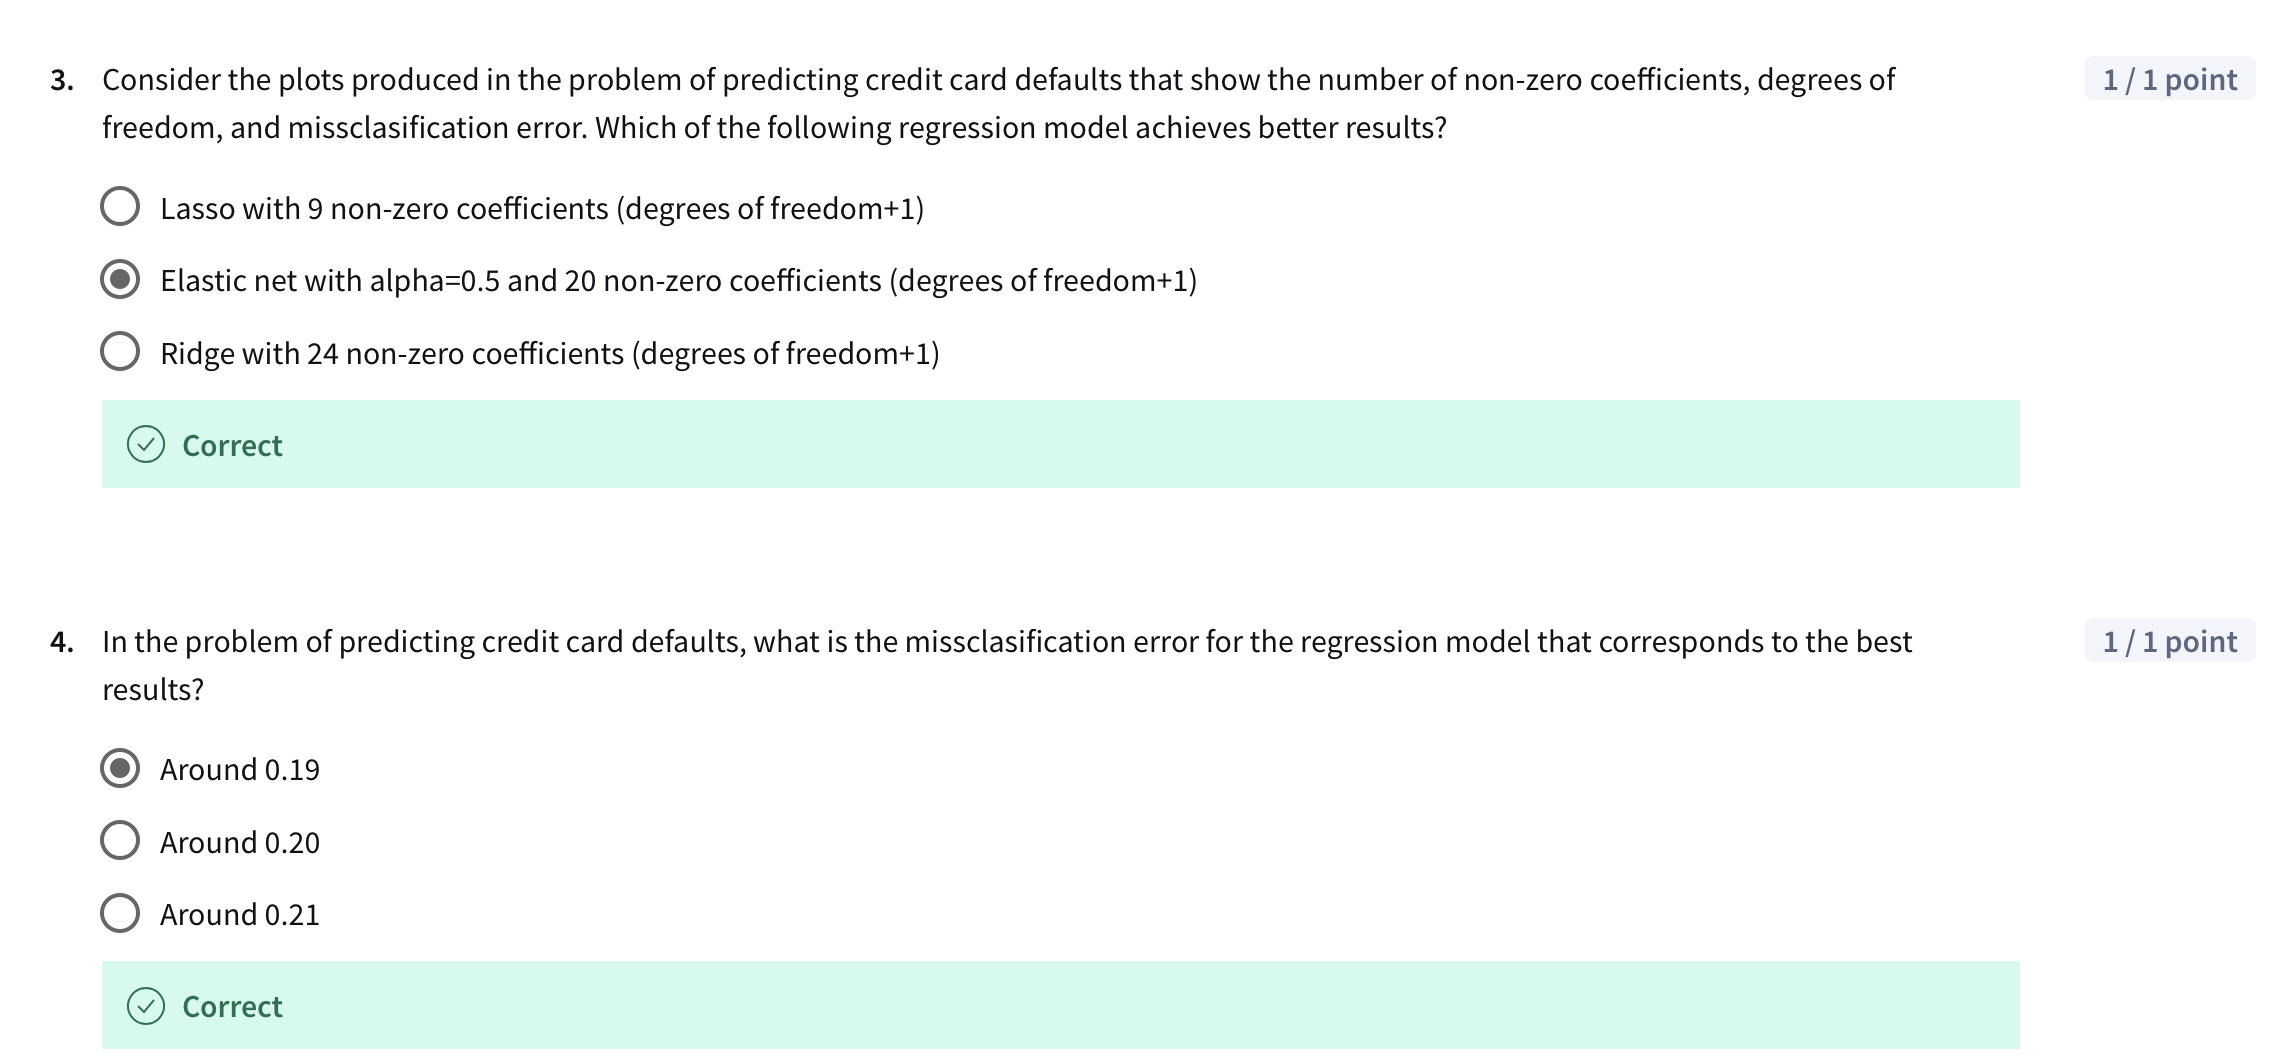 3. Consider the plots produced in the problem of predicting credit card defaults that show the number of non-zero coefficients, degrees of
1 / 1 point
freedom, and missclasification error. Which of the following regression model achieves better results?
Lasso with 9 non-zero coefficients (degrees of freedom+1)
Elastic net with alpha=0.5 and 20 non-zero coefficients (degrees of freedom+1)
Ridge with 24 non-zero coefficients (degrees of freedom+1)
Correct
4. In the problem of predicting credit card defaults, what is the missclasification error for the regression model that corresponds to the best
1 / 1 point
results?
Around 0.19
Around 0.20
Around 0.21
Correct